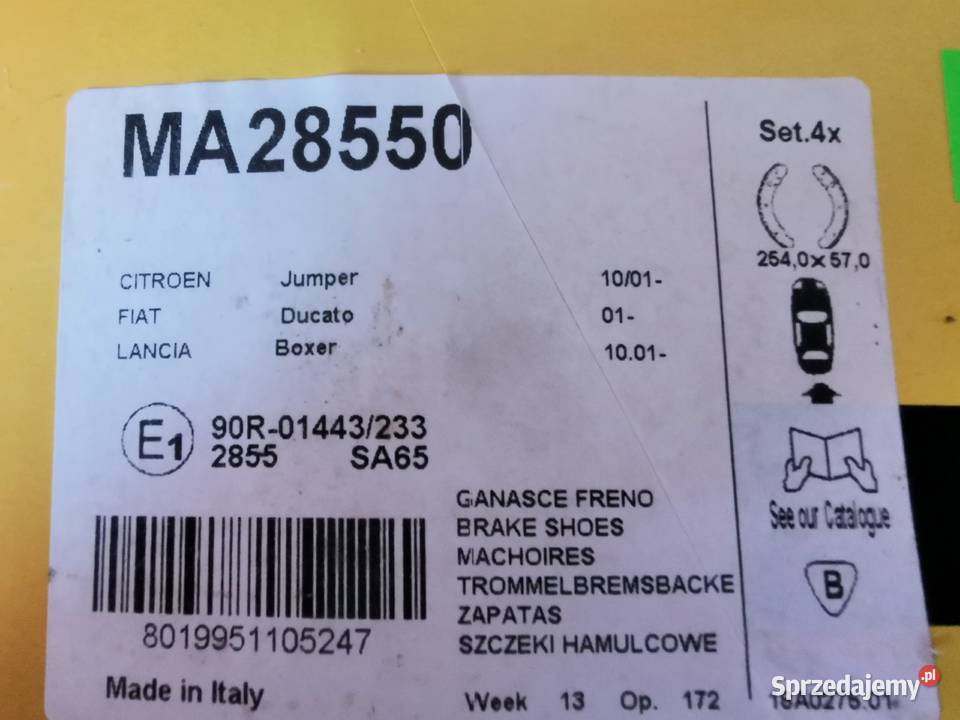 MA28550
Set.4x
254,0x57,0
CITROEN Jumper 10/01-
FIAT Ducato 01-
LANCIA Boxer 10.01-
E1
90R-01443/233
2855 SA65
GANASCE FRENO
BRAKE SHOES
MACHOIRES
TROMMELBREMSBACKE
ZAPATAS
SZCZEKI HAMULCOWE
See our Catalogue
B
8019951105247
Made in Italy
Week 13 Op. 172
Sprzedajemy.pl